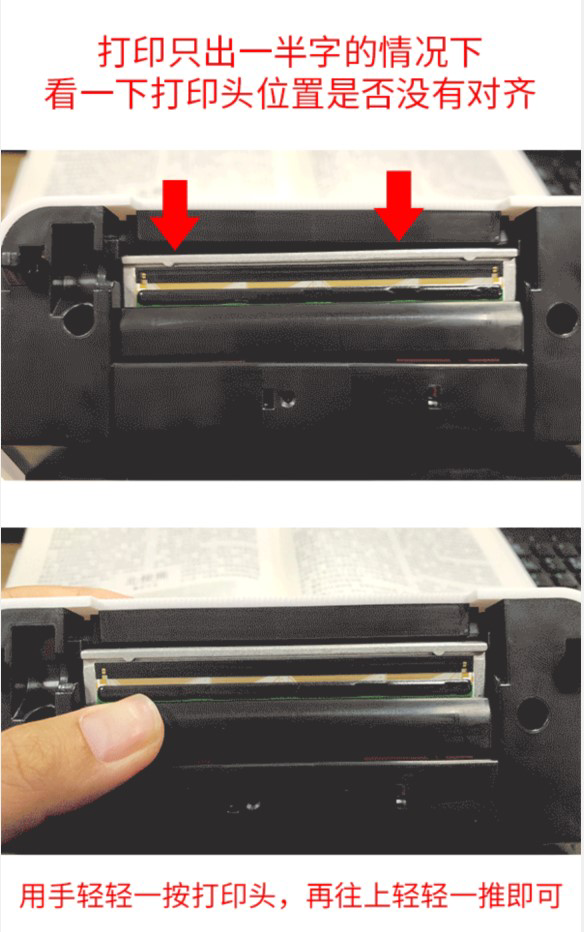 打印只出一半字的情况下
看一下打印头位置是否没有对齐
用手轻轻一按打印头，再往上轻轻一推即可